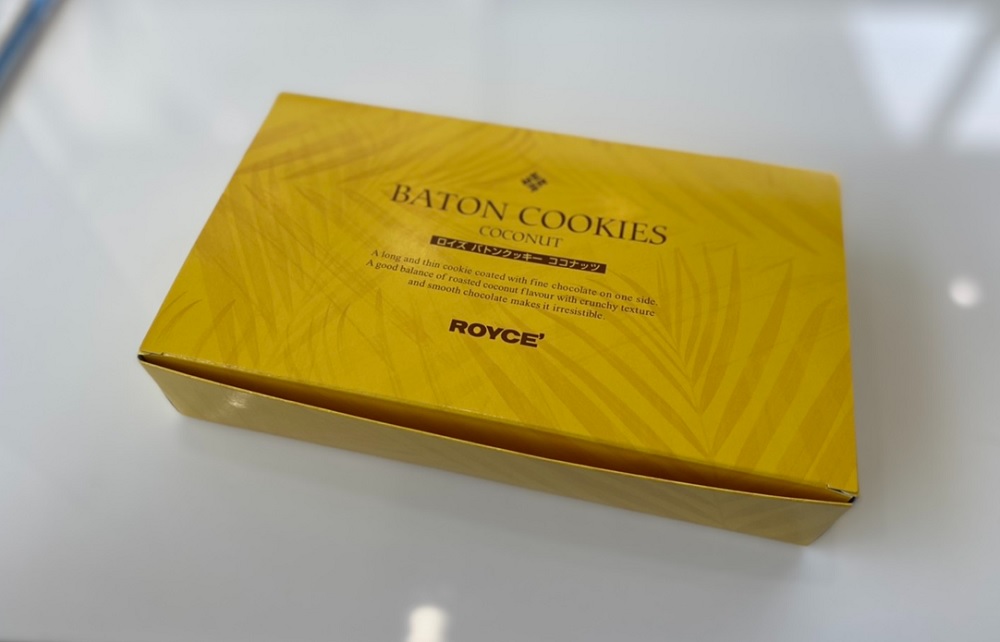 BATON COOKIES
COCONUT
ロイズ バトンクッキー ココナッツ
A long and thin cookie coated with fine chocolate on one side.
A good balance of roasted coconut flavour with crunchy texture
and smooth chocolate makes it irresistible.
ROYCE'